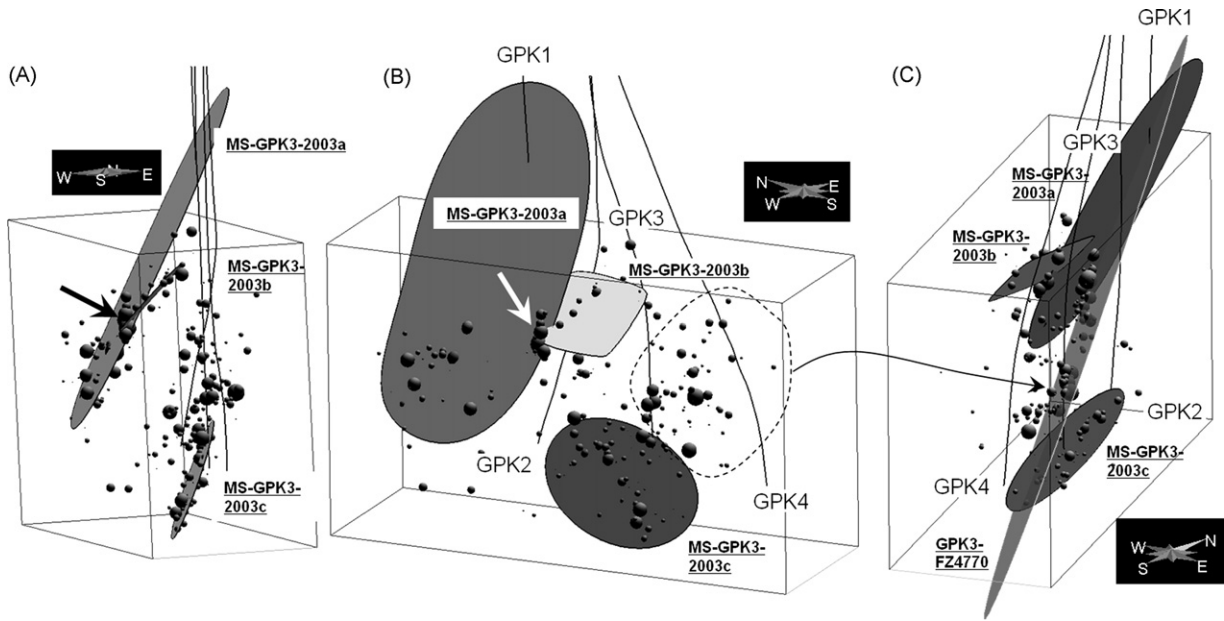 (A)
MS-GPK3-2003a
N
W
S
E
MS-GPK3-
2003b
MS-GPK3-
2003c
(B)
GPK1
MS-GPK3-2003a
GPK3
N
E
W
S
MS-GPK3-2003b
GPK2
GPK4
MS-GPK3-
2003c
(C)
GPK1
GPK3
MS-GPK3-
2003a
MS-GPK3-
2003b
GPK2
MS-GPK3-
2003c
GPK4
GPK3-
FZ4770
W
N
S
E